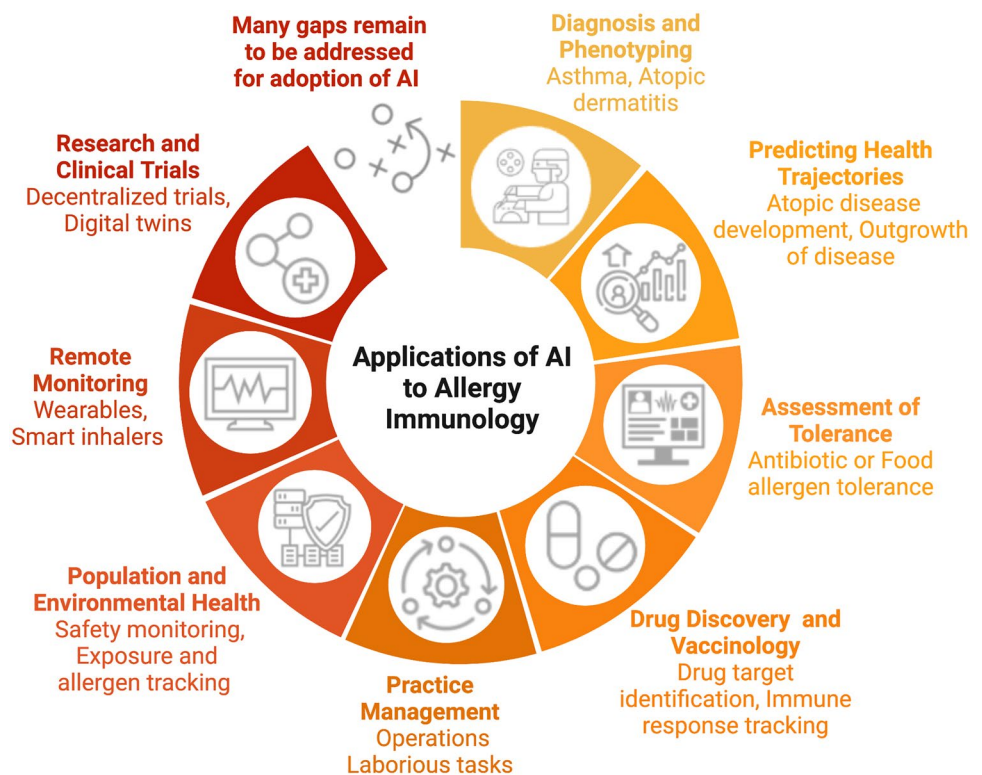 Many gaps remain
to be addressed
for adoption of AI
Diagnosis and
Phenotyping
Asthma, Atopic
dermatitis
Predicting Health
Trajectories
Atopic disease
development, Outgrowth
of disease
Assessment of
Tolerance
Antibiotic or Food
allergen tolerance
Drug Discovery and
Vaccinology
Drug target
identification, Immune
response tracking
Practice
Management
Operations
Laborious tasks
Population and
Environmental Health
Safety monitoring,
Exposure and
allergen tracking
Remote
Monitoring
Wearables,
Smart inhalers
Research and
Clinical Trials
Decentralized trials,
Digital twins
Applications of AI
to Allergy
Immunology